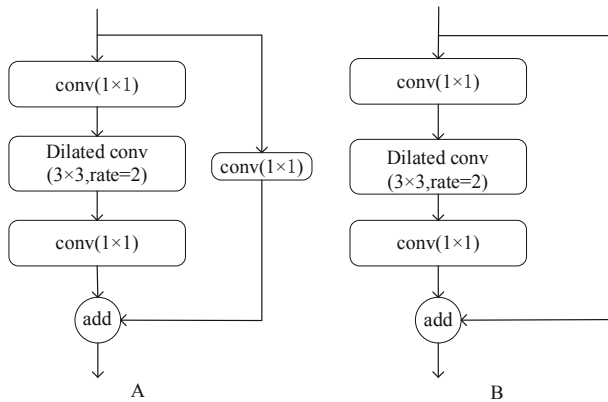 conv(1×1)
Dilated conv
(3×3,rate=2)
conv(1×1)
conv(1×1)
add
A
conv(1×1)
Dilated conv
(3×3,rate=2)
conv(1×1)
add
B